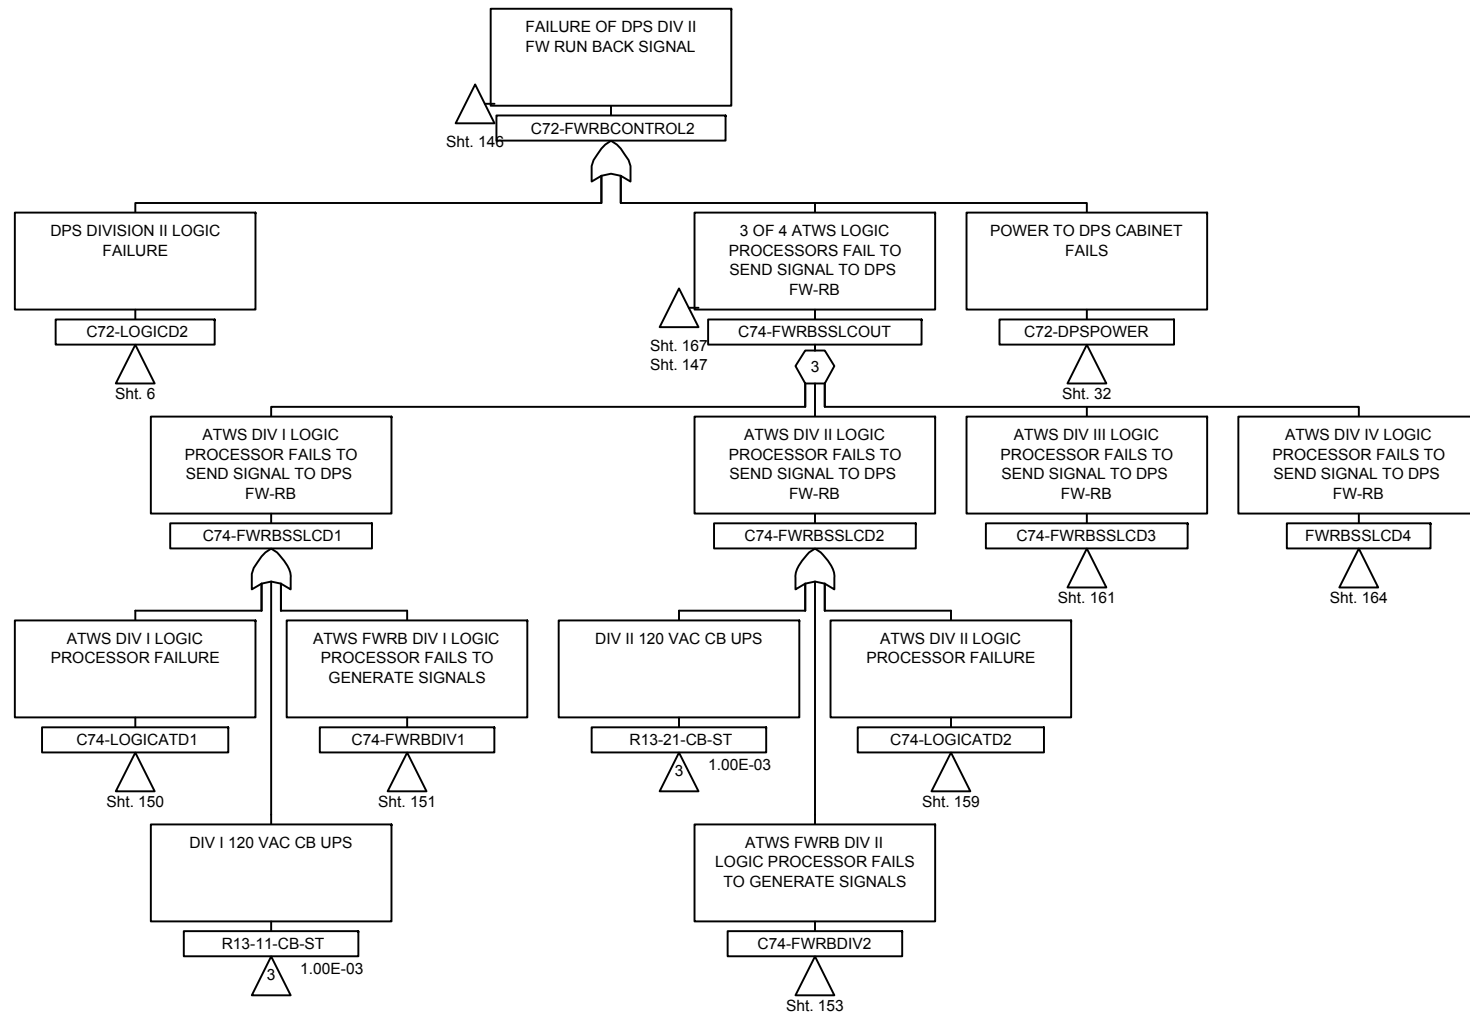 FAILURE OF DPS DIV II
FW RUN BACK SIGNAL
Sht. 146
C72-FWRBCONTROL2
DPS DIVISION II LOGIC
FAILURE
C72-LOGICD2
Sht. 6
3 OF 4 ATWS LOGIC
PROCESSORS FAIL TO
SEND SIGNAL TO DPS
FW-RB
Sht. 167
Sht. 147
C74-FWRBSSLCOUT
3
POWER TO DPS CABINET
FAILS
C72-DPSPOWER
Sht. 32
ATWS DIV I LOGIC
PROCESSOR FAILS TO
SEND SIGNAL TO DPS
FW-RB
C74-FWRBSSLCD1
ATWS DIV II LOGIC
PROCESSOR FAILS TO
SEND SIGNAL TO DPS
FW-RB
C74-FWRBSSLCD2
ATWS DIV III LOGIC
PROCESSOR FAILS TO
SEND SIGNAL TO DPS
FW-RB
C74-FWRBSSLCD3
Sht. 161
ATWS DIV IV LOGIC
PROCESSOR FAILS TO
SEND SIGNAL TO DPS
FW-RB
FWRBSSLCD4
Sht. 164
ATWS DIV I LOGIC
PROCESSOR FAILURE
C74-LOGICATD1
Sht. 150
ATWS FWRB DIV I LOGIC
PROCESSOR FAILS TO
GENERATE SIGNALS
C74-FWRBDIV1
Sht. 151
DIV II 120 VAC CB UPS
R13-21-CB-ST
3
1.00E-03
ATWS DIV II LOGIC
PROCESSOR FAILURE
C74-LOGICATD2
Sht. 159
DIV I 120 VAC CB UPS
R13-11-CB-ST
3
1.00E-03
ATWS FWRB DIV II
LOGIC PROCESSOR FAILS
TO GENERATE SIGNALS
C74-FWRBDIV2
Sht. 153